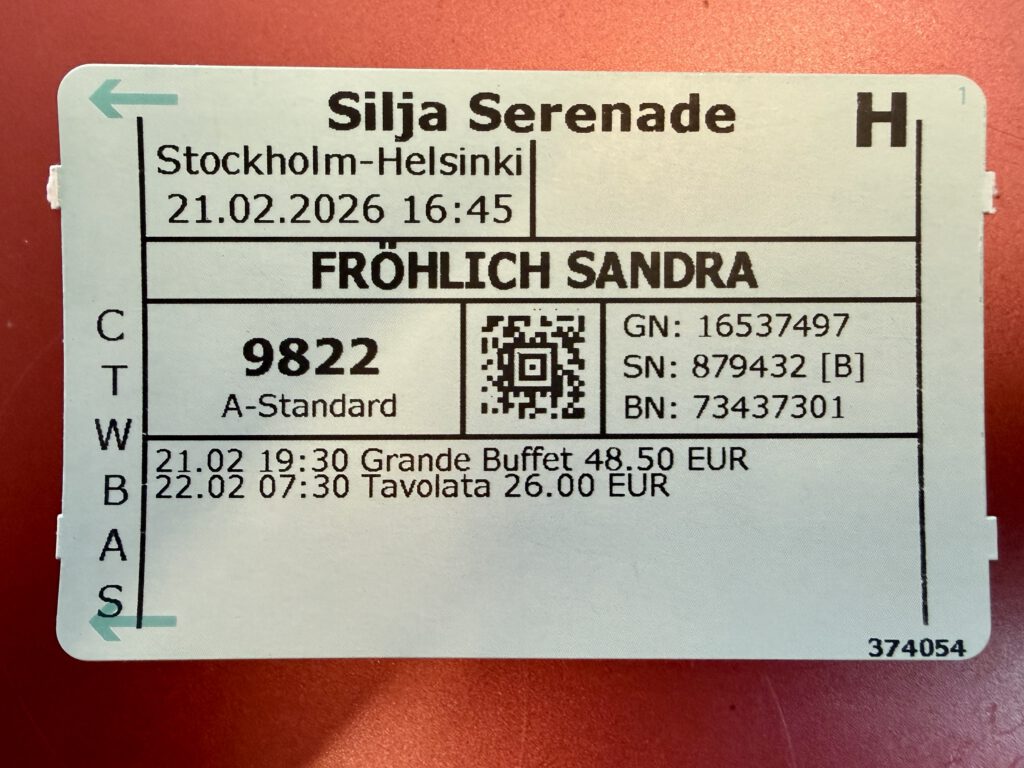 Silja Serenade
H
1
Stockholm-Helsinki
21.02.2026 16:45
FRÖHLICH SANDRA
9822
A-Standard
GN: 16537497
SN: 879432 [B]
BN: 73437301
21.02 19:30 Grande Buffet 48.50 EUR
22.02 07:30 Tavolata 26.00 EUR
C
T
W
B
A
S
374054